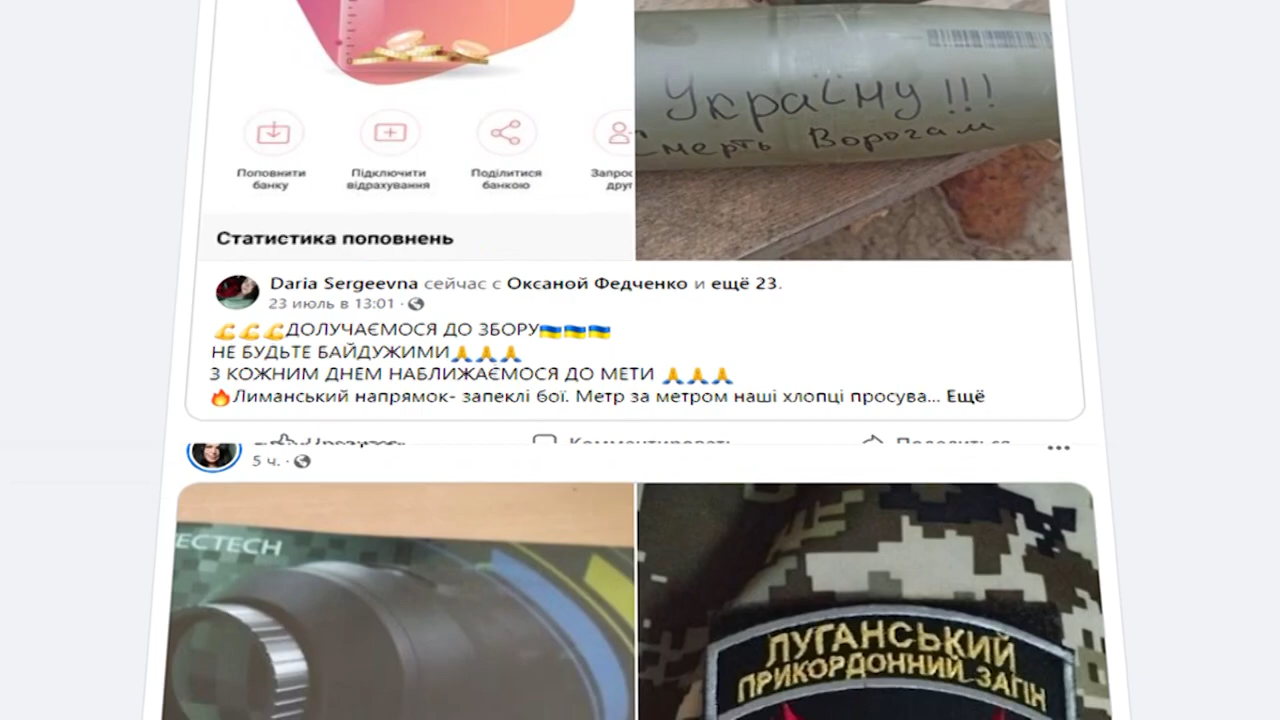 Україну !!!
Смерть Ворогам
Поповнити банку
Підключити відрахування
Поділитися банкою
Статистика поповнень
Daria Sergeevna сейчас с Оксаной Федченко и ещё 23.
23 июль в 13:01 ·
💪💪💪ДОЛУЧАЄМОСЯ ДО ЗБОРУ🇺🇦🇺🇦🇺🇦
НЕ БУДЬТЕ БАЙДУЖИМИ🙏🙏🙏
З КОЖНИМ ДНЕМ НАБЛИЖАЄМОСЯ ДО МЕТИ 🙏🙏🙏
🔥Лиманський напрямок- запеклі бої. Метр за метром наші хлопці просува... Ещё
Комментировать
Поделиться
5 ч. ·
ECTECH
ЛУГАНСЬКИЙ
ПРИКОРДОННИЙ ЗАГІН